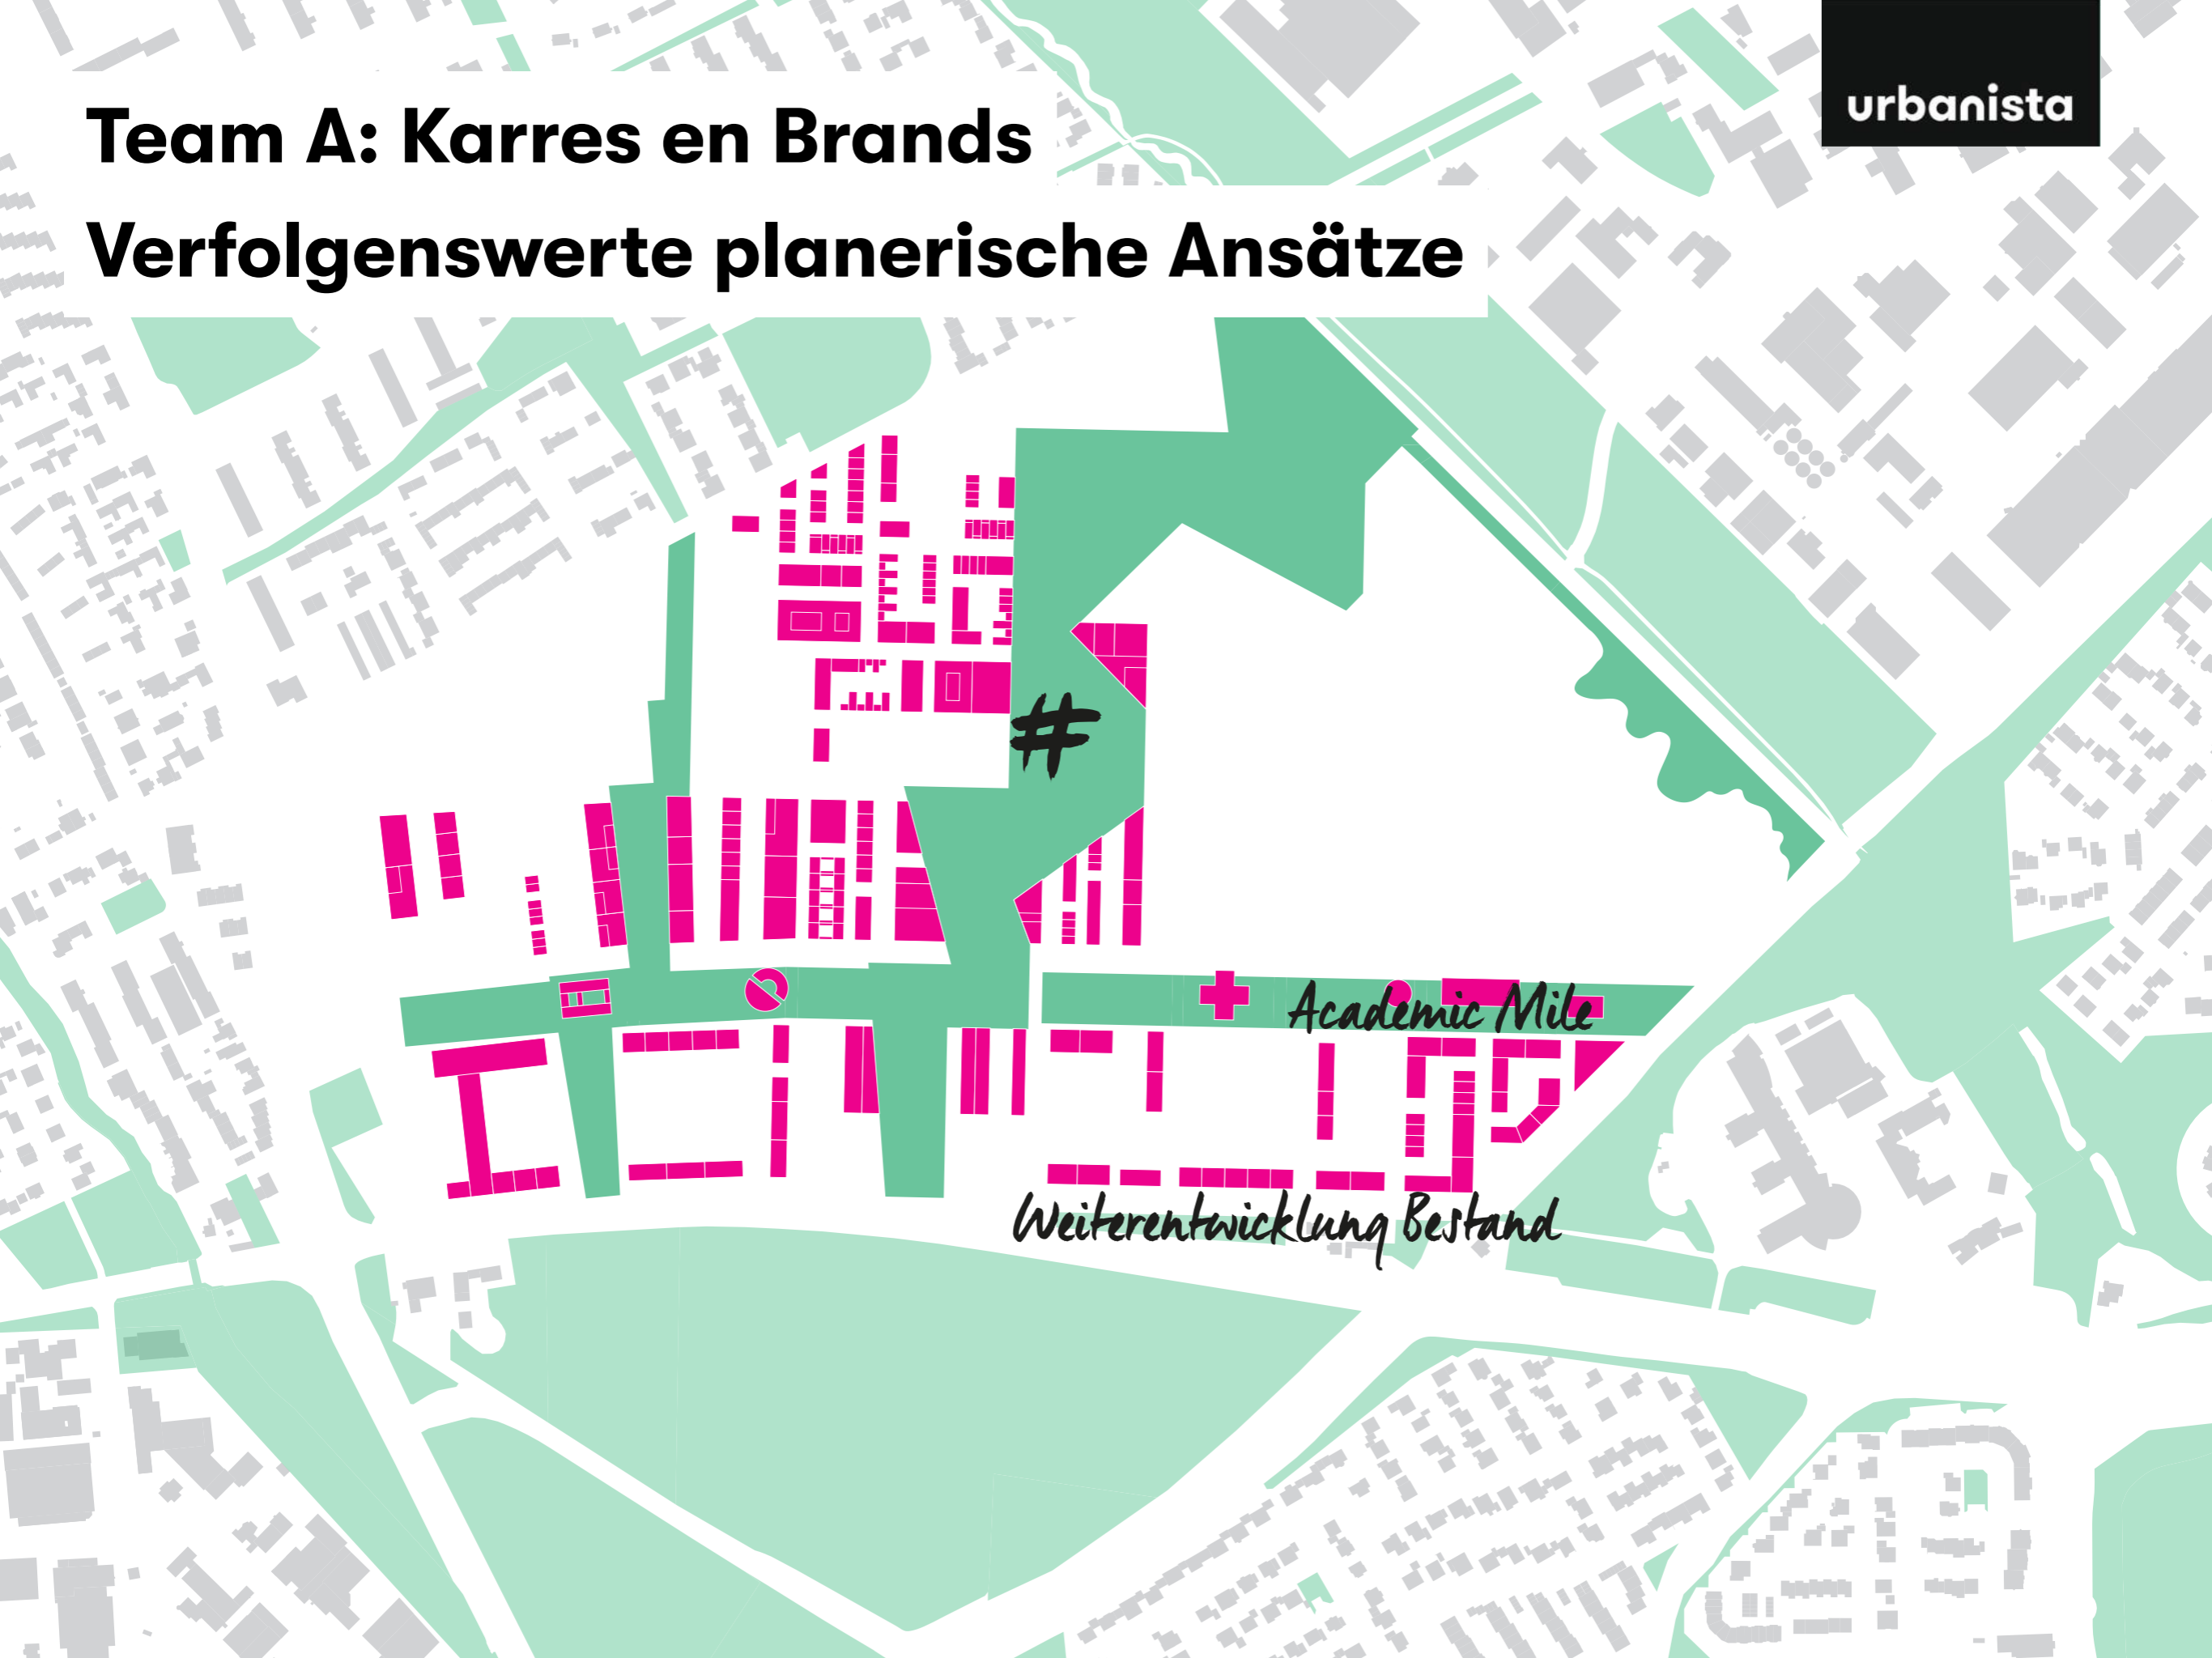 Team A: Karres en Brands
urbanista
Verfolgenswerte planerische Ansätze
#
Academic Mile
Weiterentwicklung Bestand